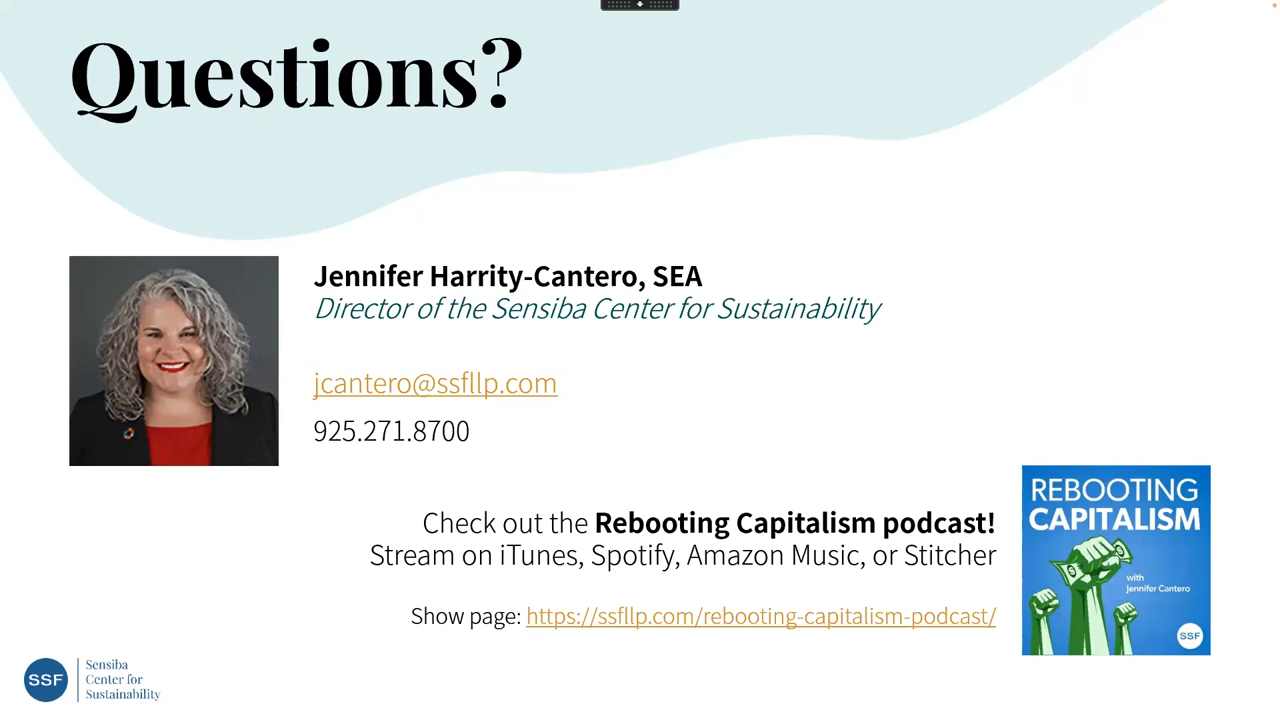 Questions?
Jennifer Harrity-Cantero, SEA
Director of the Sensiba Center for Sustainability
jcantero@ssfllp.com
925.271.8700
Check out the Rebooting Capitalism podcast!
Stream on iTunes, Spotify, Amazon Music, or Stitcher
Show page: https://ssfllp.com/rebooting-capitalism-podcast/
REBOOTING
CAPITALISM
with
Jennifer Cantero
SSF
SSF
Sensiba
Center for
Sustainability